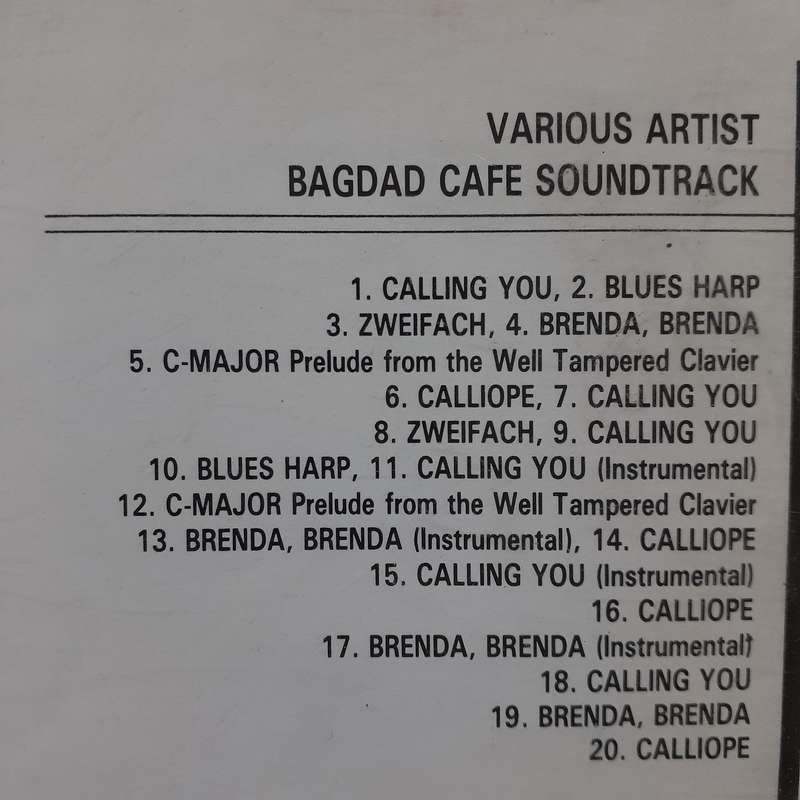 VARIOUS ARTIST
BAGDAD CAFE SOUNDTRACK
1. CALLING YOU, 2. BLUES HARP
3. ZWEIFACH, 4. BRENDA, BRENDA
5. C-MAJOR Prelude from the Well Tampered Clavier
6. CALLIOPE, 7. CALLING YOU
8. ZWEIFACH, 9. CALLING YOU
10. BLUES HARP, 11. CALLING YOU (Instrumental)
12. C-MAJOR Prelude from the Well Tampered Clavier
13. BRENDA, BRENDA (Instrumental), 14. CALLIOPE
15. CALLING YOU (Instrumental)
16. CALLIOPE
17. BRENDA, BRENDA (Instrumental)
18. CALLING YOU
19. BRENDA, BRENDA
20. CALLIOPE